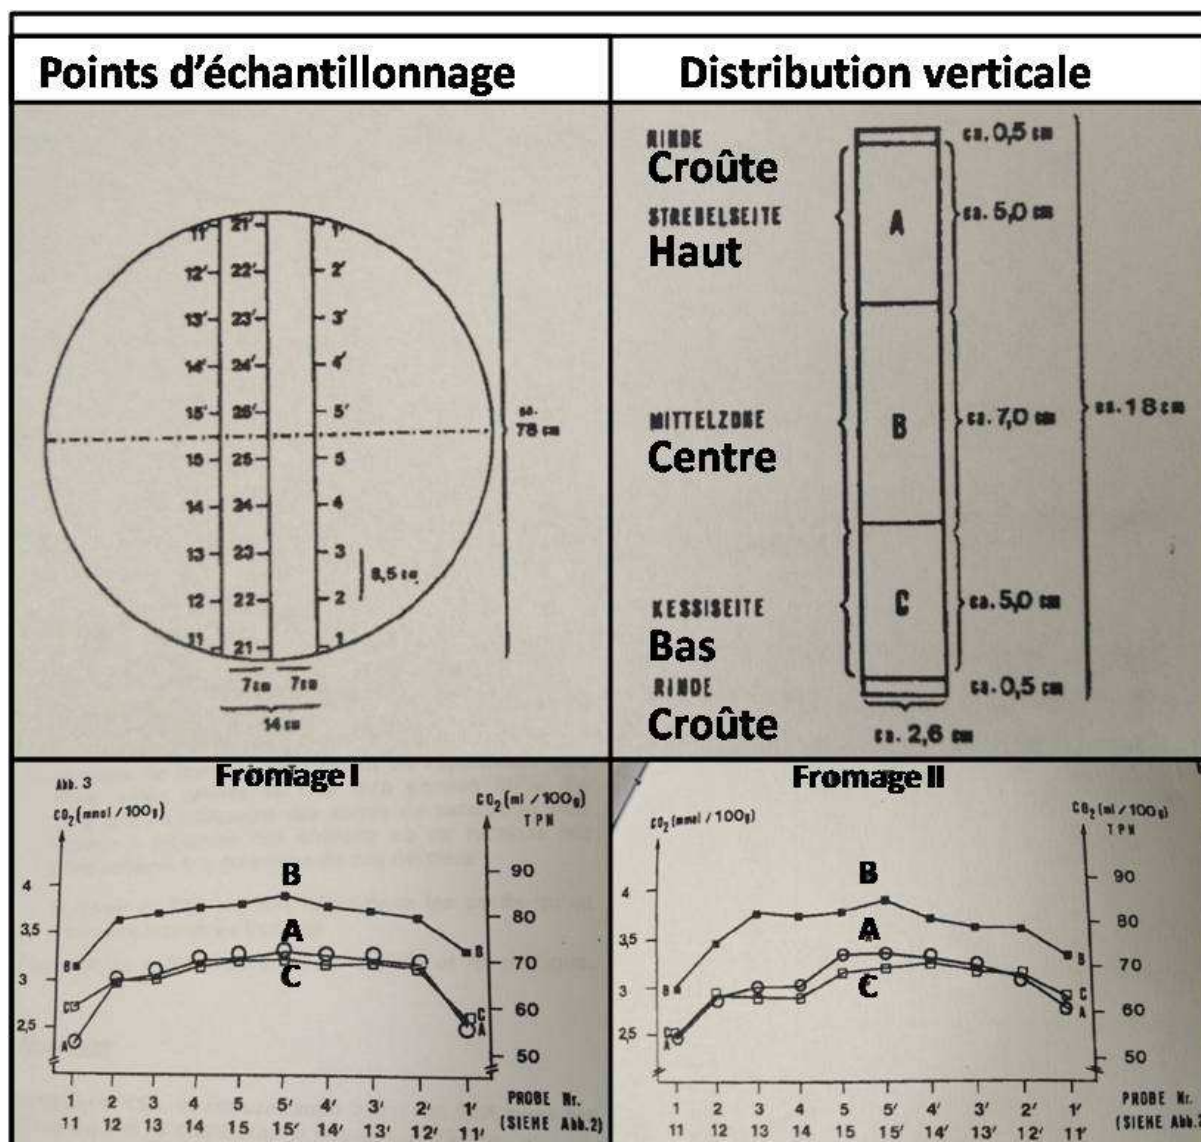 Points d'échantillonnage
Distribution verticale
11' 21' 1'
12' 22' 2'
13' 23' 3'
14' 24' 4'
15' 25' 5'
ca.
78 cm
15 25 5
14 24 4
13 23 3
8,5 cm
12 22 2
11 21 1
7cm 7cm
14 cm
RINDE
Croûte
ca. 0,5 cm
STREBELSEITE
Haut
A
ca. 5,0 cm
MITTELZONE
Centre
B
ca. 7,0 cm
ca. 18 cm
KESSISEITE
Bas
C
ca. 5,0 cm
RINDE
Croûte
ca. 0,5 cm
ca. 2,6 cm
Fromage I
Abb. 3
CO2 (mmol / 100g)
CO2 (ml / 100g)
TPN
4
3,5
3
2,5
90
80
70
60
50
B
A
C
B
C
A
B
C
A
1 2 3 4 5 5' 4' 3' 2' 1'
11 12 13 14 15 15' 14' 13' 12' 11'
PROBE Nr.
(SIEHE Abb.2)
Fromage II
CO2 (mmol / 100g)
CO2 (ml / 100g)
TPN
4
3,5
3
2,5
90
80
70
60
50
B
A
C
B
A
B
C
A
1 2 3 4 5 5' 4' 3' 2' 1'
11 12 13 14 15 15' 14' 13' 12' 11'
PROBE Nr.
(SIEHE Abb.